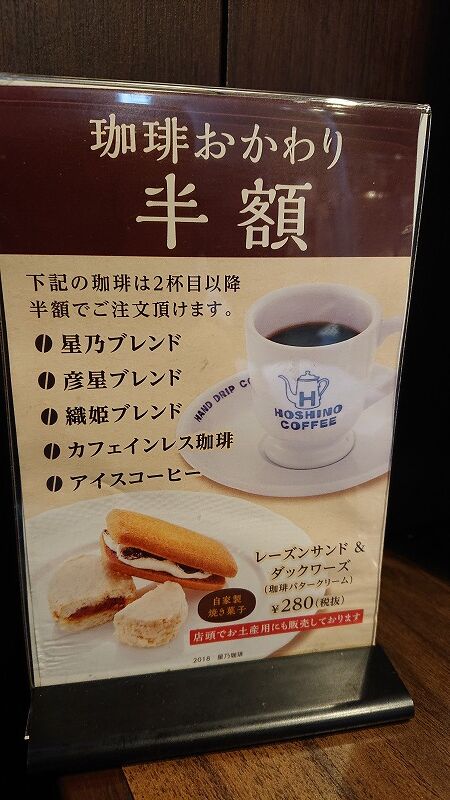 珈琲おかわり
半額
下記の珈琲は2杯目以降
半額でご注文頂けます。
星乃ブレンド
彦星ブレンド
織姫ブレンド
カフェインレス珈琲
アイスコーヒー
HAND DRIP CO
H
HOSHINO
COFFEE
レーズンサンド &
ダックワーズ
(珈琲バタークリーム)
自家製
焼き菓子
¥280(税抜)
店頭でお土産用にも販売しております
2018 星乃珈琲